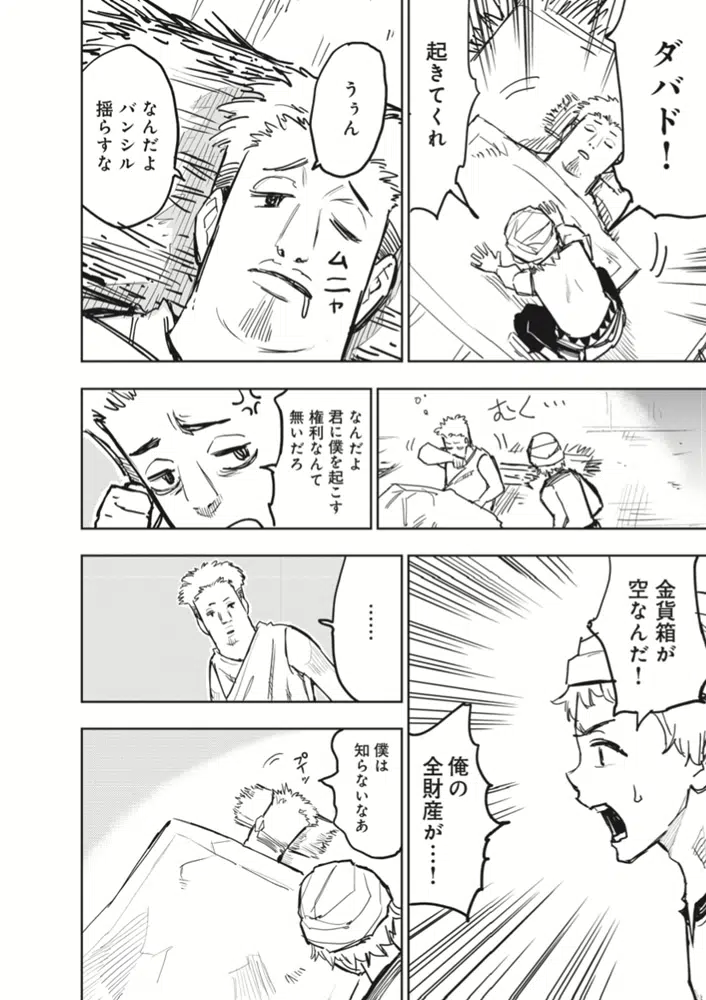 ダバド！
起きてくれ
うぅん
ムニャ
なんだよ
バンシル
揺らすな
むく…
なんだよ
君に僕を起こす
権利なんて
無いだろ
金貨箱が
空なんだ！
俺の
全財産が…！
……
僕は
知らないなあ
プイッ